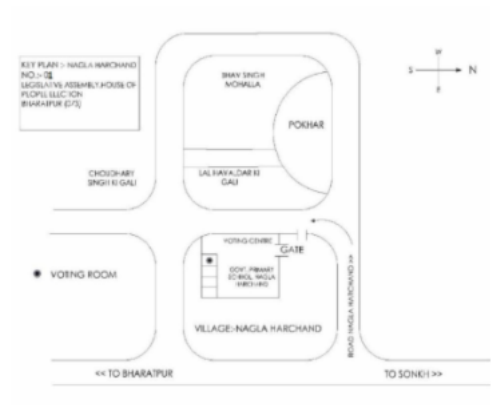 KEY PLAN :- NAGLA HARCHAND
NO.:- 01
LEGISLATIVE ASSEMBLY,HOUSE OF
PEOPLE ELECTION
BHARATPUR (073)
BHAV SINGH
MOHALLA
POKHAR
W
S
N
E
CHOUDHARY
SINGH KI GALI
LAL HAVALDAR KI
GALI
VOTING CENTRE
GATE
GOVT. PRIMARY
SCHOOL, NAGLA
HARCHAND
VOTING ROOM
ROAD NAGLA HARCHAND >>
VILLAGE:-NAGLA HARCHAND
<< TO BHARATPUR
TO SONKH >>